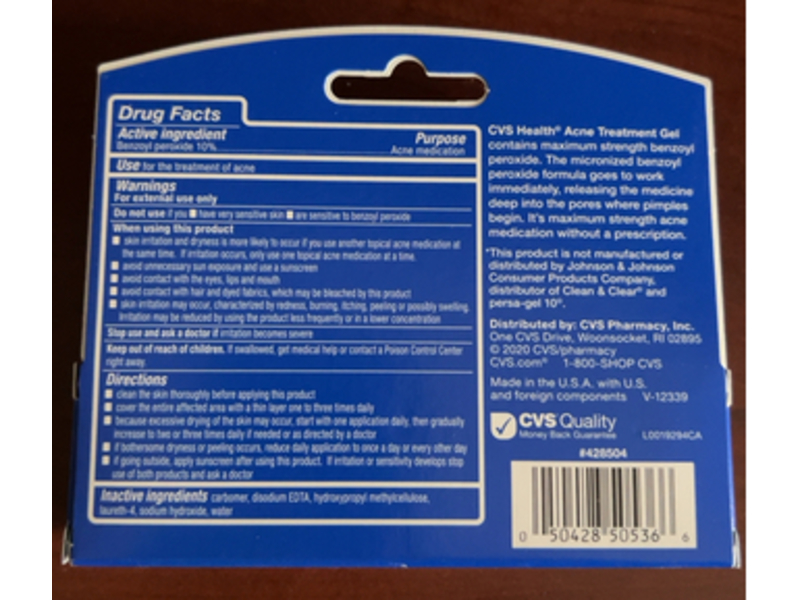 Drug Facts
Active ingredient
Benzoyl peroxide 10%
Purpose
Acne medication
Use for the treatment of acne
Warnings
For external use only
Do not use if you ■ have very sensitive skin ■ are sensitive to benzoyl peroxide
When using this product
■ skin irritation and dryness is more likely to occur if you use another topical acne medication at
the same time. If irritation occurs, only use one topical acne medication at a time.
■ avoid unnecessary sun exposure and use a sunscreen
■ avoid contact with the eyes, lips and mouth
■ avoid contact with hair and dyed fabrics, which may be bleached by this product
■ skin irritation may occur, characterized by redness, burning, itching, peeling or possibly swelling.
Irritation may be reduced by using the product less frequently or in a lower concentration
Stop use and ask a doctor if irritation becomes severe
Keep out of reach of children. If swallowed, get medical help or contact a Poison Control Center
right away.
Directions
■ clean the skin thoroughly before applying this product
■ cover the entire affected area with a thin layer one to three times daily
■ because excessive drying of the skin may occur, start with one application daily, then gradually
increase to two or three times daily if needed or as directed by a doctor
■ if bothersome dryness or peeling occurs, reduce daily application to once a day or every other day
■ if going outside, apply sunscreen after using this product. If irritation or sensitivity develops stop
use of both products and ask a doctor
Inactive ingredients carbomer, disodium EDTA, hydroxypropyl methylcellulose,
laureth-4, sodium hydroxide, water
CVS Health® Acne Treatment Gel
contains maximum strength benzoyl
peroxide. The micronized benzoyl
peroxide formula goes to work
immediately, releasing the medicine
deep into the pores where pimples
begin. It's maximum strength acne
medication without a prescription.
*This product is not manufactured or
distributed by Johnson & Johnson
Consumer Products Company,
distributor of Clean & Clear® and
persa-gel 10®.
Distributed by: CVS Pharmacy, Inc.
One CVS Drive, Woonsocket, RI 02895
© 2020 CVS/pharmacy
CVS.com® 1-800-SHOP CVS
Made in the U.S.A. with U.S.
and foreign components V-12339
CVS Quality
Money Back Guarantee L0019294CA
#428504
0 50428 50536 6